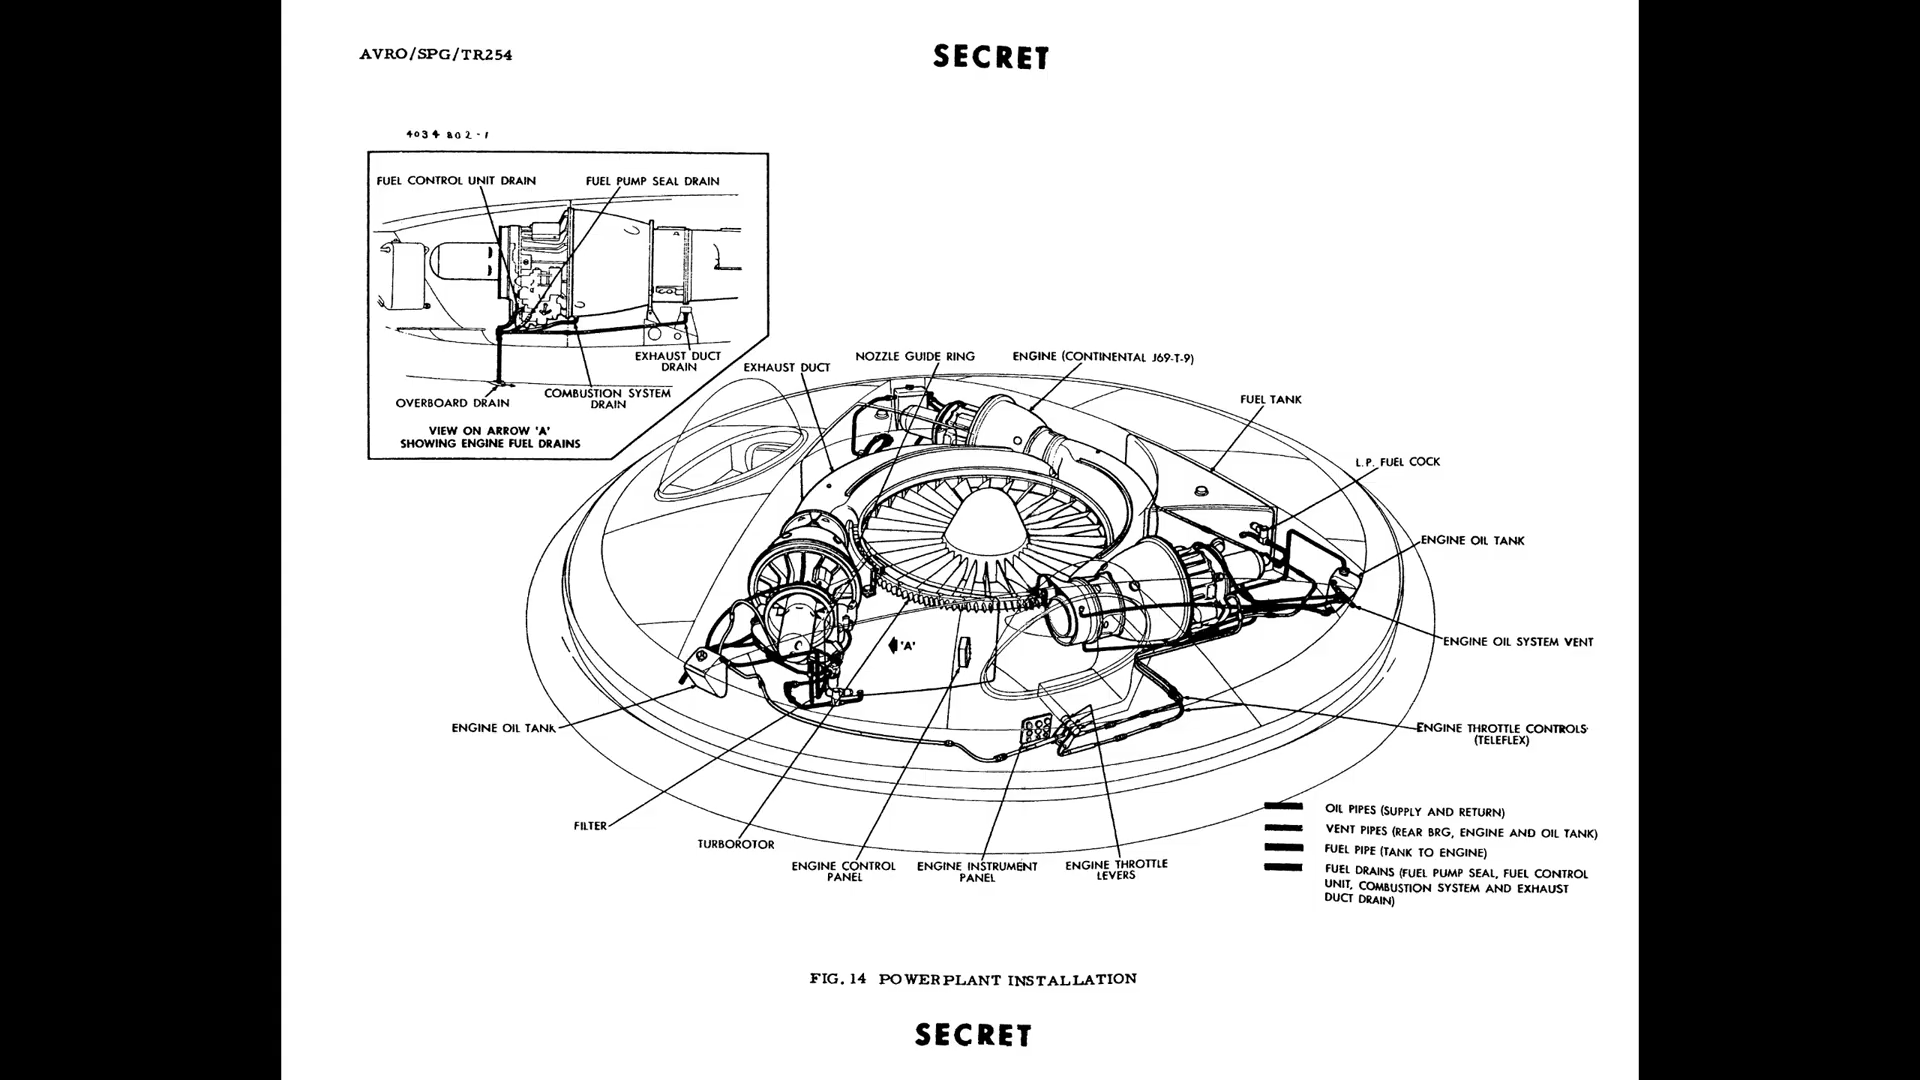 AVRO/SPG/TR254
SECRET
4034 802-1
FUEL CONTROL UNIT DRAIN
FUEL PUMP SEAL DRAIN
EXHAUST DUCT
DRAIN
COMBUSTION SYSTEM
DRAIN
OVERBOARD DRAIN
VIEW ON ARROW 'A'
SHOWING ENGINE FUEL DRAINS
EXHAUST DUCT
NOZZLE GUIDE RING
ENGINE (CONTINENTAL J69-T-9)
FUEL TANK
L.P. FUEL COCK
ENGINE OIL TANK
ENGINE OIL SYSTEM VENT
'A'
ENGINE OIL TANK
ENGINE THROTTLE CONTROLS
(TELEFLEX)
FILTER
TURBOROTOR
ENGINE CONTROL
PANEL
ENGINE INSTRUMENT
PANEL
ENGINE THROTTLE
LEVERS
OIL PIPES (SUPPLY AND RETURN)
VENT PIPES (REAR BRG, ENGINE AND OIL TANK)
FUEL PIPE (TANK TO ENGINE)
FUEL DRAINS (FUEL PUMP SEAL, FUEL CONTROL
UNIT, COMBUSTION SYSTEM AND EXHAUST
DUCT DRAIN)
FIG. 14 POWERPLANT INSTALLATION
SECRET